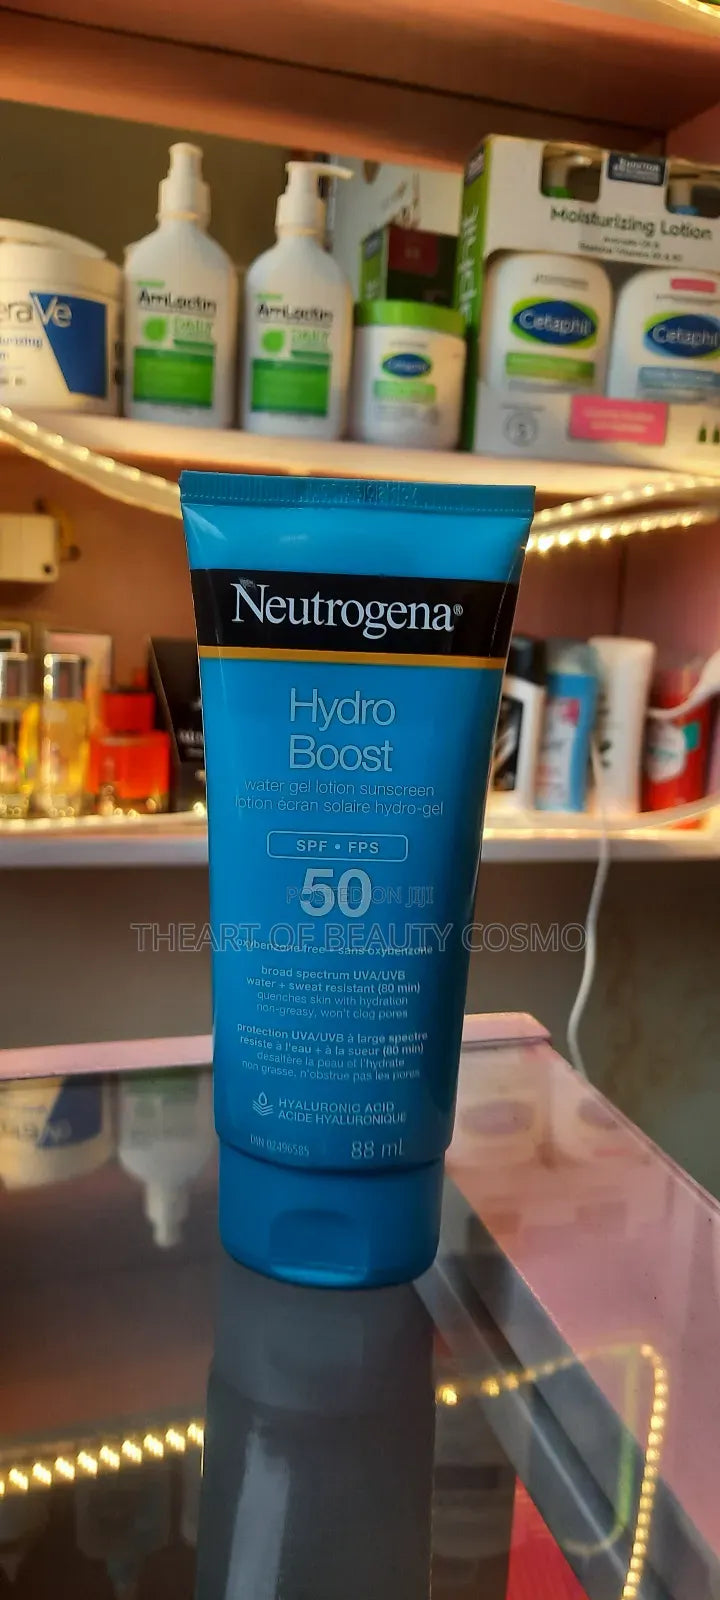 eraVe
AmLactin
DAILY
AmLactin
DAILY
Cetaphil
Moisturizing Lotion
Cetaphil
Cetaphil
Neutrogena®
Hydro
Boost
water gel lotion sunscreen
lotion écran solaire hydro-gel
SPF • FPS
50
POSTED ON JIJI
THEART OF BEAUTY COSMO
oxybenzone free • sans oxybenzone
broad spectrum UVA/UVB
water + sweat resistant (80 min)
quenches skin with hydration
non-greasy, won't clog pores
protection UVA/UVB à large spectre
résiste à l'eau + à la sueur (80 min)
désaltère la peau et l'hydrate
non grasse, n'obstrue pas les pores
HYALURONIC ACID
ACIDE HYALURONIQUE
DIN 02496585
88 mL